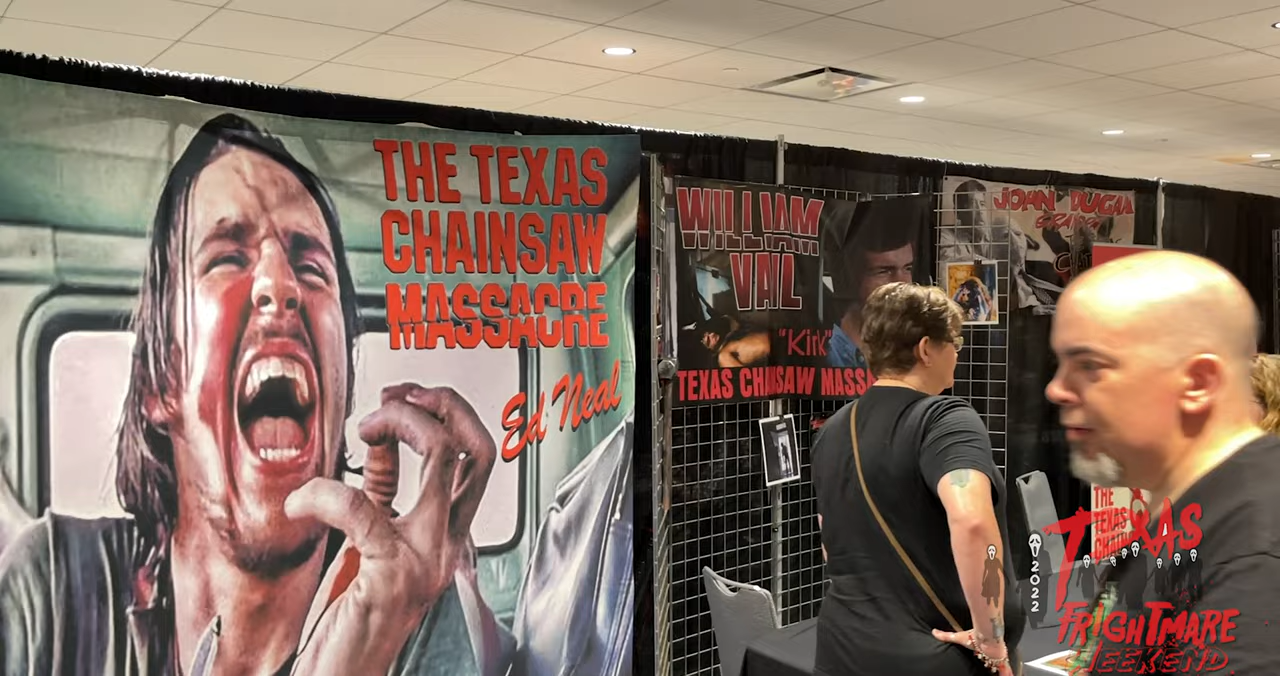 THE TEXAS
CHAINSAW
MASSACRE
Ed Neal
WILLIAM
VAIL
"Kirk"
TEXAS CHAINSAW MASSA
JOHN DUGAN
THE
TEXAS
2022
TEXAS
FRIGHTMARE
WEEKEND